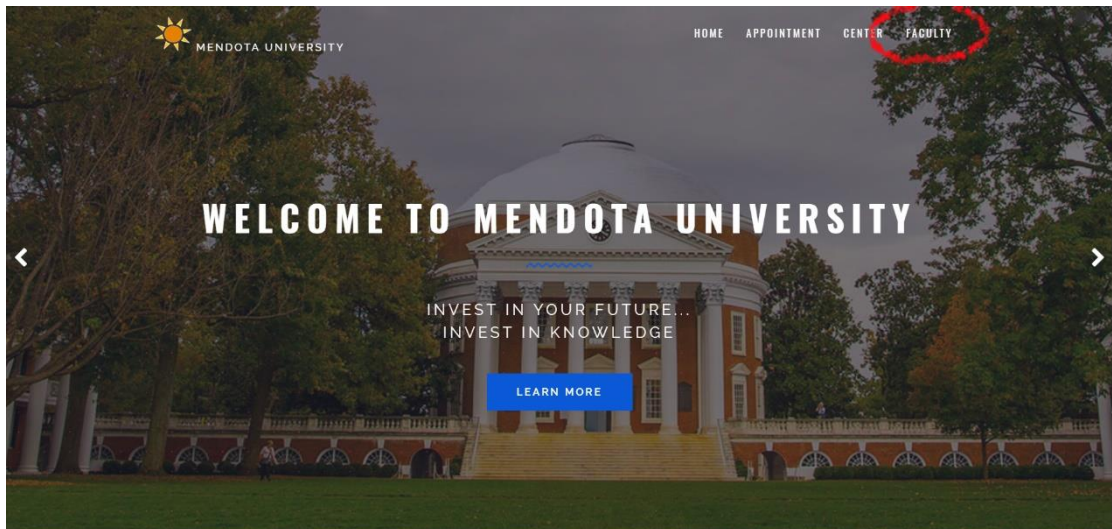 MENDOTA UNIVERSITY
HOME APPOINTMENT CENTER FACULTY
WELCOME TO MENDOTA UNIVERSITY
INVEST IN YOUR FUTURE...
INVEST IN KNOWLEDGE
LEARN MORE